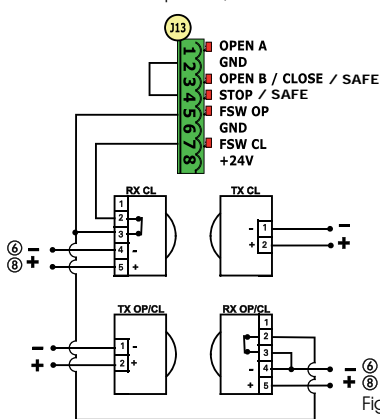 J13
1 OPEN A
2 GND
3 OPEN B / CLOSE / SAFE
4 STOP / SAFE
5 FSW OP
6 GND
7 FSW CL
8 +24V
RX CL
1
2
3
4 -
5 +
⑥ -
⑧ +
TX CL
- 1
+ 2
-
+
TX OP/CL
1 -
2 +
-
+
RX OP/CL
1
2
3
- 4
+ 5
- ⑥
+ ⑧
Fig